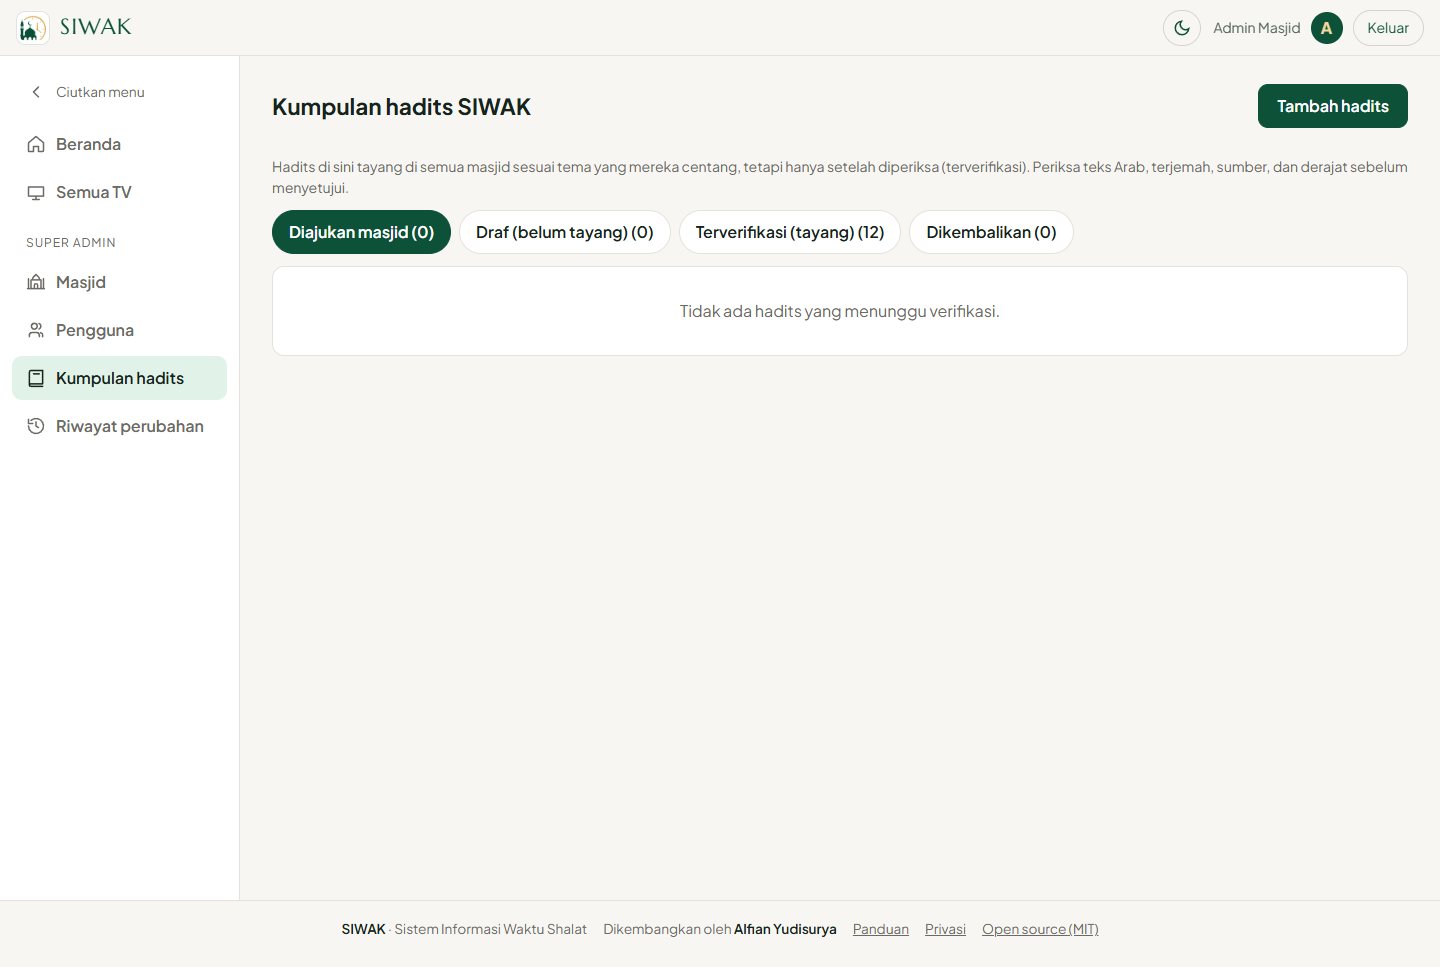 SIWAK
Admin Masjid
A
Keluar
Ciutkan menu
Beranda
Semua TV
SUPER ADMIN
Masjid
Pengguna
Kumpulan hadits
Riwayat perubahan
Kumpulan hadits SIWAK
Tambah hadits
Hadits di sini tayang di semua masjid sesuai tema yang mereka centang, tetapi hanya setelah diperiksa (terverifikasi). Periksa teks Arab, terjemah, sumber, dan derajat sebelum
menyetujui.
Diajukan masjid (0)
Draf (belum tayang) (0)
Terverifikasi (tayang) (12)
Dikembalikan (0)
Tidak ada hadits yang menunggu verifikasi.
SIWAK · Sistem Informasi Waktu Shalat Dikembangkan oleh Alfian Yudisurya Panduan Privasi Open source (MIT)